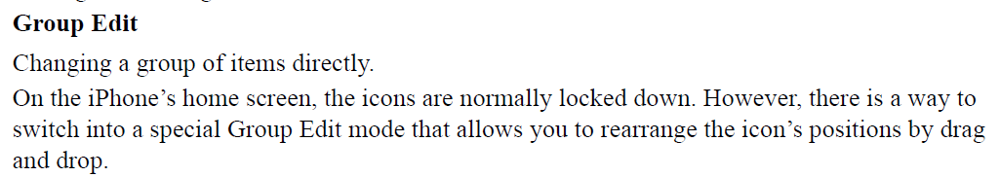 Group Edit
Changing a group of items directly.
On the iPhone’s home screen, the icons are normally locked down. However, there is a way to
switch into a special Group Edit mode that allows you to rearrange the icon’s positions by drag
and drop.